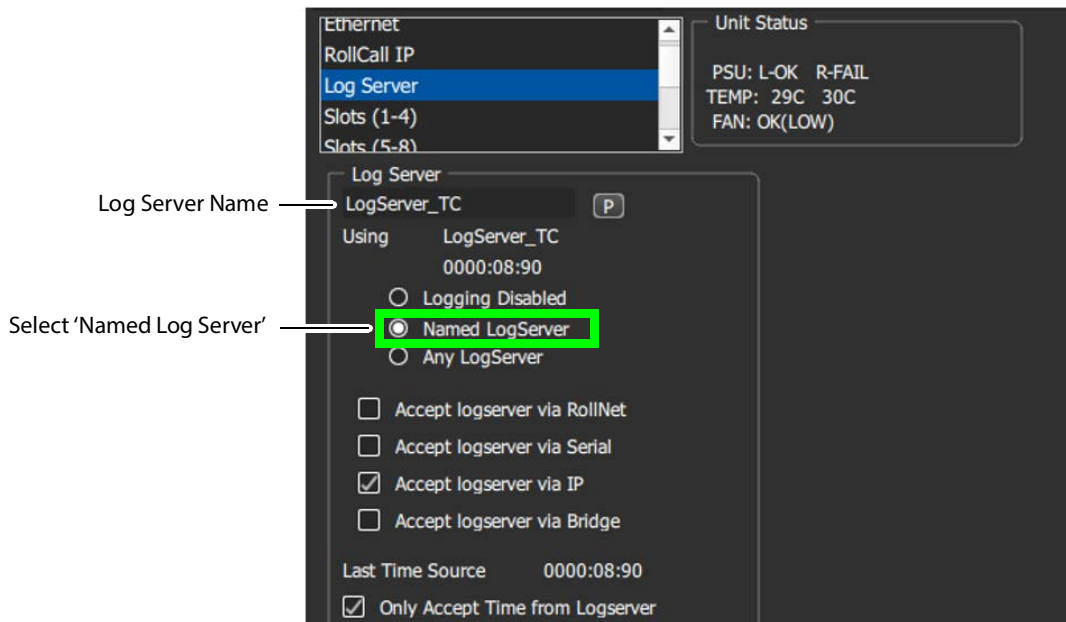 Ethernet
RollCall IP
Log Server
Slots (1-4)
Slots (5-8)
Unit Status
PSU: L-OK R-FAIL
TEMP: 29C 30C
FAN: OK(LOW)
Log Server
Log Server Name
LogServer_TC
P
Using LogServer_TC
0000:08:90
Logging Disabled
Select ‘Named Log Server’
Named LogServer
Any LogServer
Accept logserver via RollNet
Accept logserver via Serial
Accept logserver via IP
Accept logserver via Bridge
Last Time Source 0000:08:90
Only Accept Time from Logserver